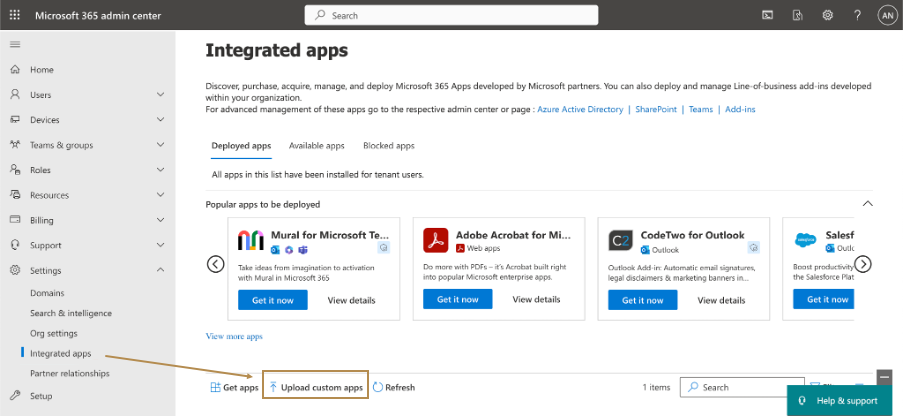 Microsoft 365 admin center
Search
AN
Home
Users
Devices
Teams & groups
Roles
Resources
Billing
Support
Settings
Domains
Search & intelligence
Org settings
Integrated apps
Partner relationships
Setup
Integrated apps
Discover, purchase, acquire, manage, and deploy Microsoft 365 Apps developed by Microsoft partners. You can also deploy and manage Line-of-business add-ins developed
within your organization.
For advanced management of these apps go to the respective admin center or page : Azure Active Directory | SharePoint | Teams | Add-ins
Deployed apps Available apps Blocked apps
All apps in this list have been installed for tenant users.
Popular apps to be deployed
Mural for Microsoft Te...
Take ideas from imagination to activation
with Mural in Microsoft 365
Get it now View details
Adobe Acrobat for Mi...
Web apps
Do more with PDFs – it's Acrobat built right
into popular Microsoft enterprise apps.
Get it now View details
C2
CodeTwo for Outlook
Outlook
Outlook Add-in: Automatic email signatures,
legal disclaimers & marketing banners in...
Get it now View details
salesforce
Salesf
Outlo
Boost productivity
the Salesforce Plat
Get it now
View more apps
Get apps Upload custom apps Refresh 1 items Search
Help & support